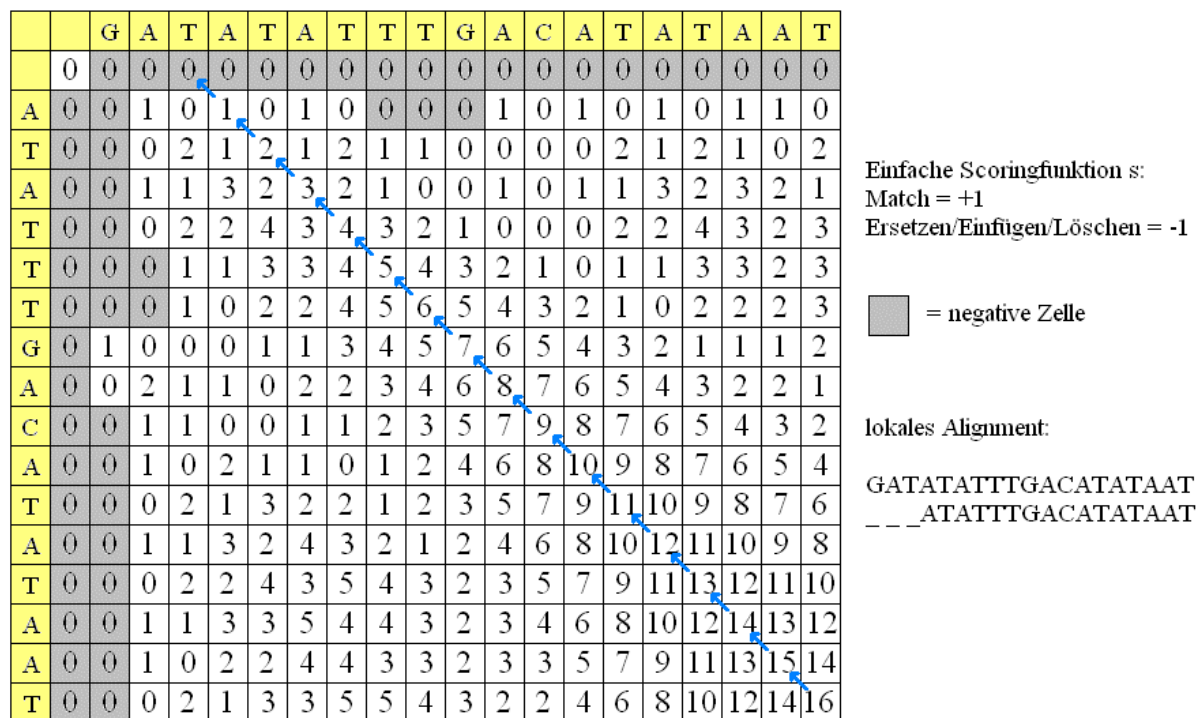 G A T A T A T T T G A C A T A T A A T
0 0 0 0 0 0 0 0 0 0 0 0 0 0 0 0 0 0 0 0
A 0 0 1 0 1 0 1 0 0 0 0 1 0 1 0 1 0 1 1 0
T 0 0 0 2 1 2 1 2 1 1 0 0 0 0 2 1 2 1 0 2
A 0 0 1 1 3 2 3 2 1 0 0 1 0 1 1 3 2 3 2 1
T 0 0 0 2 2 4 3 4 3 2 1 0 0 0 2 2 4 3 2 3
T 0 0 0 1 1 3 3 4 5 4 3 2 1 0 1 1 3 3 2 3
T 0 0 0 1 0 2 2 4 5 6 5 4 3 2 1 0 2 2 2 3
G 0 1 0 0 0 1 1 3 4 5 7 6 5 4 3 2 1 1 1 2
A 0 0 2 1 1 0 2 2 3 4 6 8 7 6 5 4 3 2 2 1
C 0 0 1 1 0 0 1 1 2 3 5 7 9 8 7 6 5 4 3 2
A 0 0 1 0 2 1 1 0 1 2 4 6 8 10 9 8 7 6 5 4
T 0 0 0 2 1 3 2 2 1 2 3 5 7 9 11 10 9 8 7 6
A 0 0 1 1 3 2 4 3 2 1 2 4 6 8 10 12 11 10 9 8
T 0 0 0 2 2 4 3 5 4 3 2 3 5 7 9 11 13 12 11 10
A 0 0 1 1 3 3 5 4 4 3 2 3 4 6 8 10 12 14 13 12
A 0 0 1 0 2 2 4 4 3 3 2 3 3 5 7 9 11 13 15 14
T 0 0 0 2 1 3 3 5 5 4 3 2 2 4 6 8 10 12 14 16
Einfache Scoringfunktion s:
Match = +1
Ersetzen/Einfügen/Löschen = -1
= negative Zelle
lokales Alignment:
GATATATTTGACATATAAT
_ _ _ATATTTGACATATAAT